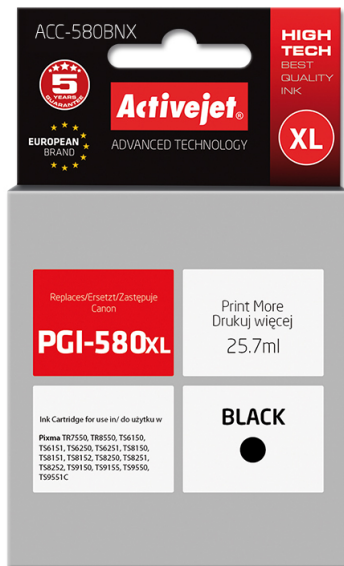 ACC-580BNX
HIGH
TECH
BEST
QUALITY
INK
5
YEARS
GUARANTEE
Activejet®
EUROPEAN
BRAND
ADVANCED TECHNOLOGY
XL
Replaces/Ersetzt/Zastępuje
Canon
PGI-580XL
Print More
Drukuj więcej
25.7ml
Ink Cartridge for use in/ do użytku w
Pixma TR7550, TR8550, TS6150,
TS6151, TS6250, TS6251, TS8150,
TS8151, TS8152, TS8250, TS8251,
TS8252, TS9150, TS9155, TS9550,
TS9551C
BLACK